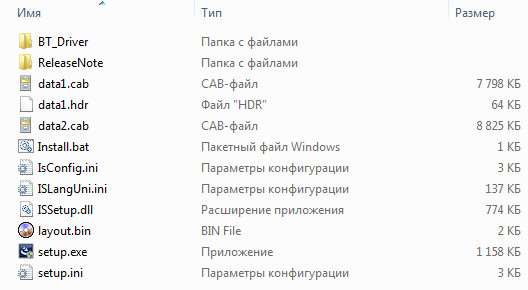 Имя Тип Размер
BT_Driver Папка с файлами
ReleaseNote Папка с файлами
data1.cab CAB-файл 7 798 КБ
data1.hdr Файл "HDR" 64 КБ
data2.cab CAB-файл 8 825 КБ
Install.bat Пакетный файл Windows 1 КБ
IsConfig.ini Параметры конфигурации 3 КБ
ISLangUni.ini Параметры конфигурации 137 КБ
ISSetup.dll Расширение приложения 774 КБ
layout.bin BIN File 2 КБ
setup.exe Приложение 1 158 КБ
setup.ini Параметры конфигурации 3 КБ